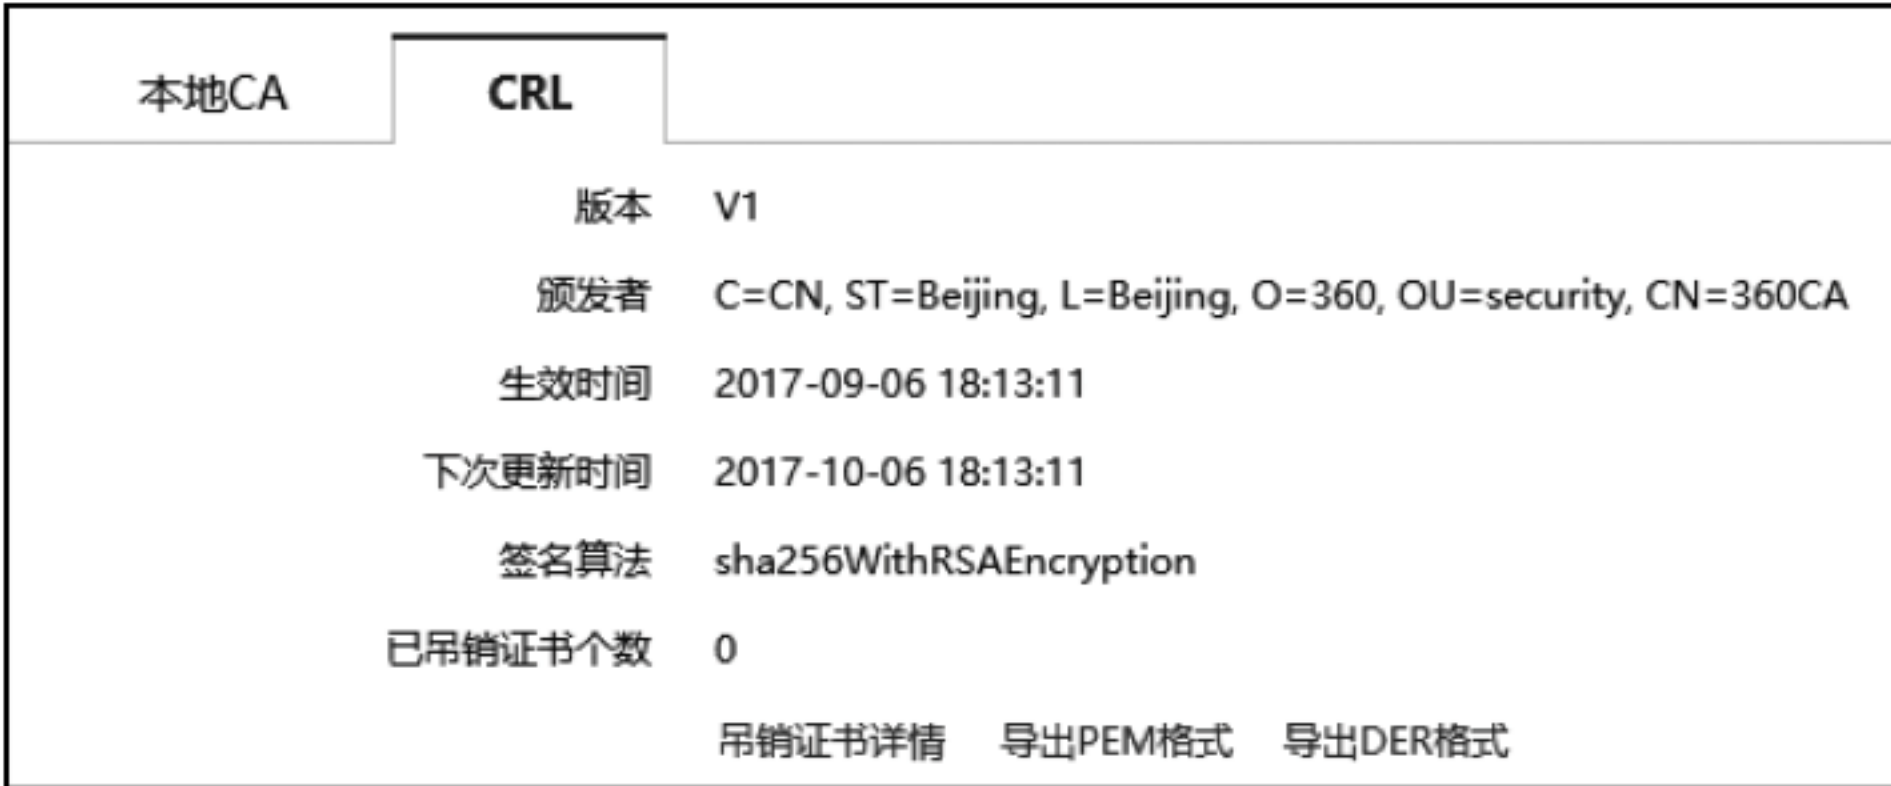 本地CA CRL
版本 V1
颁发者 C=CN, ST=Beijing, L=Beijing, O=360, OU=security, CN=360CA
生效时间 2017-09-06 18:13:11
下次更新时间 2017-10-06 18:13:11
签名算法 sha256WithRSAEncryption
已吊销证书个数 0
吊销证书详情 导出PEM格式 导出DER格式